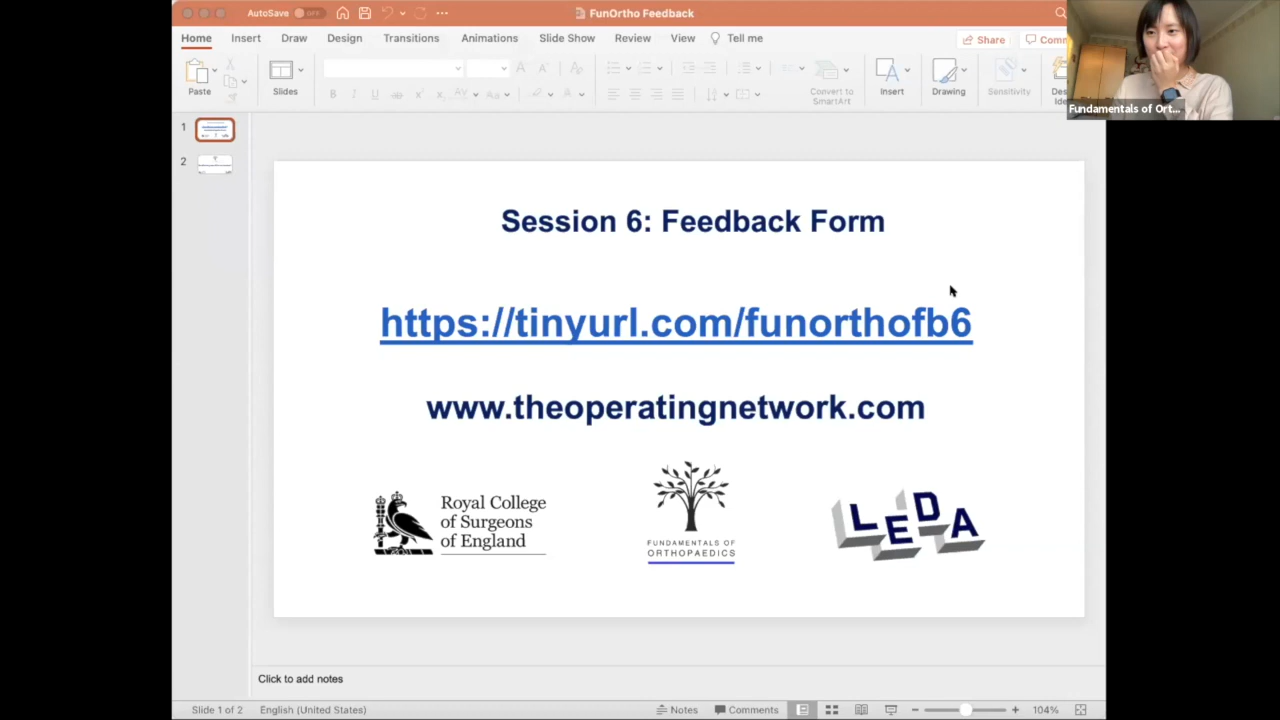 AutoSave OFF
FunOrtho Feedback
Home Insert Draw Design Transitions Animations Slide Show Review View Tell me
Share
Paste
Slides
Convert to
SmartArt
Insert
Drawing
Sensitivity
Fundamentals of Ort...
1
2
Session 6: Feedback Form
https://tinyurl.com/funorthofb6
www.theoperatingnetwork.com
Royal College
of Surgeons
of England
FUNDAMENTALS OF
ORTHOPAEDICS
LEDA
Click to add notes
Slide 1 of 2 English (United States) Notes Comments 104%